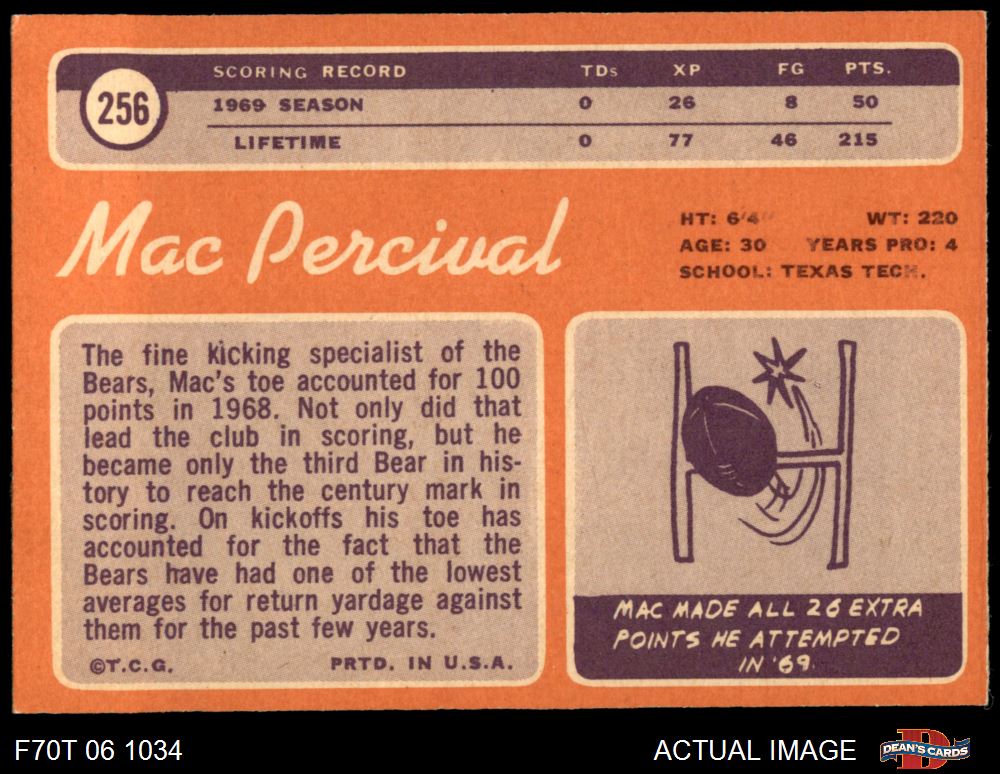 256
SCORING RECORD TDs XP FG PTS.
1969 SEASON 0 26 8 50
LIFETIME 0 77 46 215
Mac Percival
HT: 6'4" WT: 220
AGE: 30 YEARS PRO: 4
SCHOOL: TEXAS TECH.
The fine kicking specialist of the
Bears, Mac's toe accounted for 100
points in 1968. Not only did that
lead the club in scoring, but he
became only the third Bear in his-
tory to reach the century mark in
scoring. On kickoffs his toe has
accounted for the fact that the
Bears have had one of the lowest
averages for return yardage against
them for the past few years.
©T.C.G. PRTD. IN U.S.A.
MAC MADE ALL 26 EXTRA
POINTS HE ATTEMPTED
IN '69.
F70T 06 1034 ACTUAL IMAGE D DEAN'S CARDS